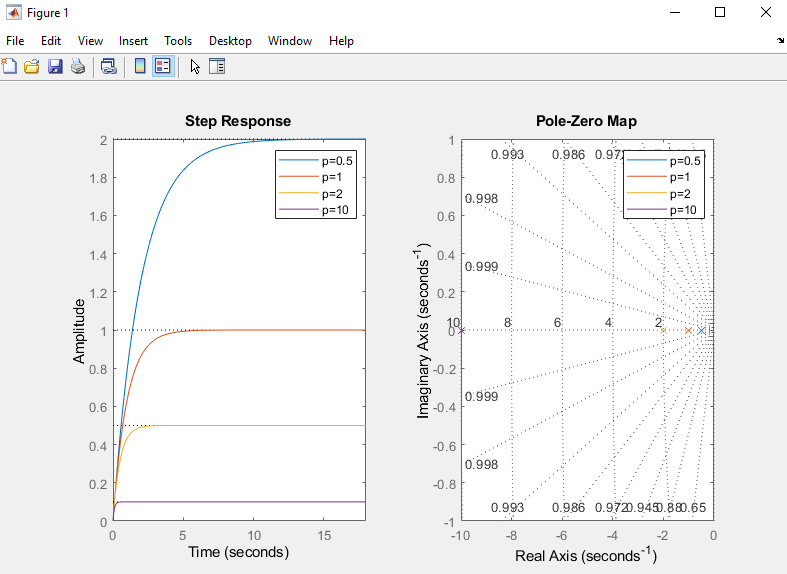 Figure 1
File Edit View Insert Tools Desktop Window Help
Step Response
Amplitude
2
1.8
1.6
1.4
1.2
1
0.8
0.6
0.4
0.2
0
0 5 10 15
Time (seconds)
p=0.5
p=1
p=2
p=10
Pole-Zero Map
Imaginary Axis (seconds-1)
1
0.8
0.6
0.4
0.2
0
-0.2
-0.4
-0.6
-0.8
-1
0.993 0.986
0.998
0.999
10 8 6 4 2
0.999
0.998
0.993 0.986 0.972 0.945 0.88 0.65
-10 -8 -6 -4 -2 0
Real Axis (seconds-1)
p=0.5
p=1
p=2
p=10